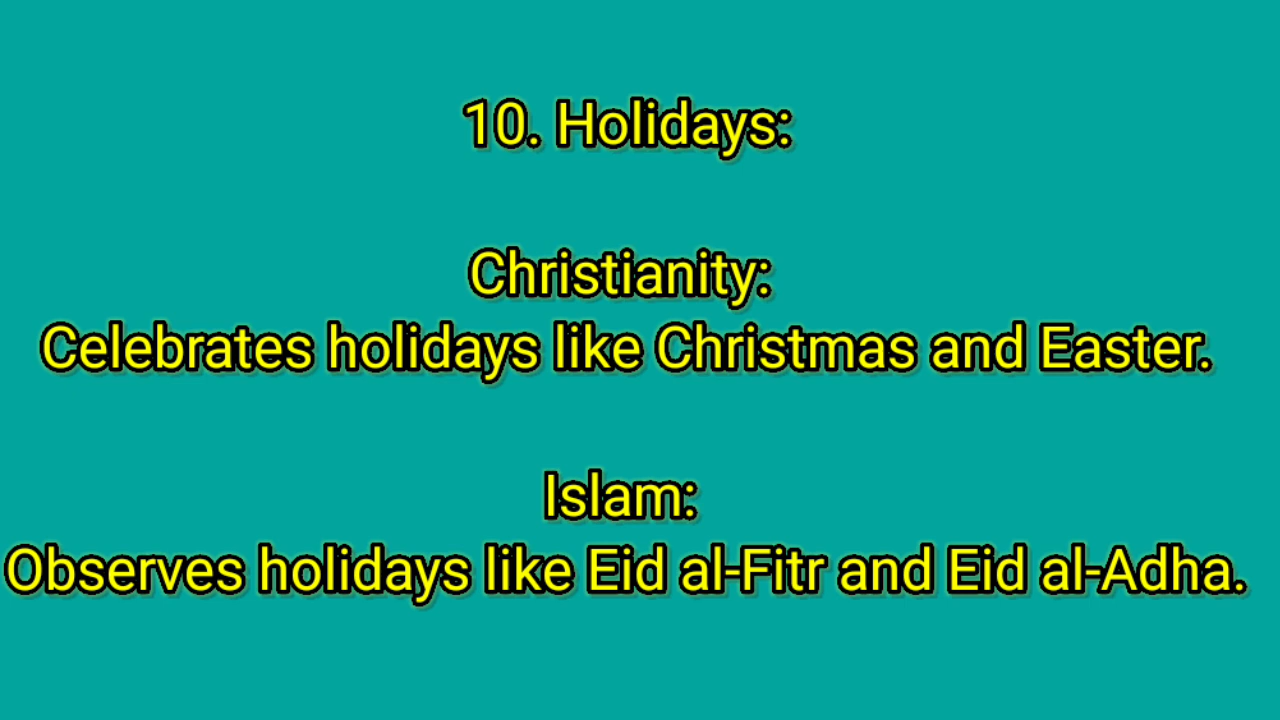 10. Holidays:
Christianity:
Celebrates holidays like Christmas and Easter.
Islam:
Observes holidays like Eid al-Fitr and Eid al-Adha.